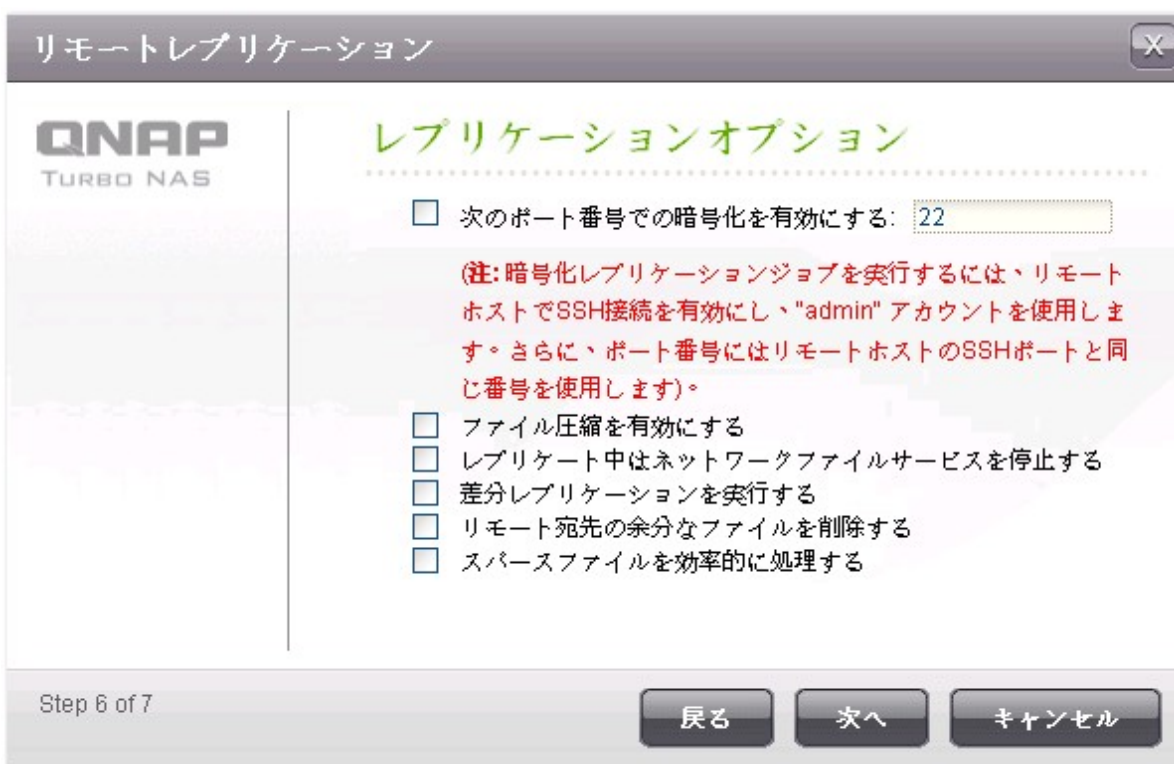 リモートレプリケーション
X
QNAP
TURBO NAS
レプリケーションオプション
次のポート番号での暗号化を有効にする: 22
(注: 暗号化レプリケーションジョブを実行するには、リモート
ホストでSSH接続を有効にし、"admin" アカウントを使用しま
す。さらに、ポート番号にはリモートホストのSSHポートと同
じ番号を使用します)。
ファイル圧縮を有効にする
レプリケート中はネットワークファイルサービスを停止する
差分レプリケーションを実行する
リモート宛先の余分なファイルを削除する
スパースファイルを効率的に処理する
Step 6 of 7
戻る
次へ
キャンセル